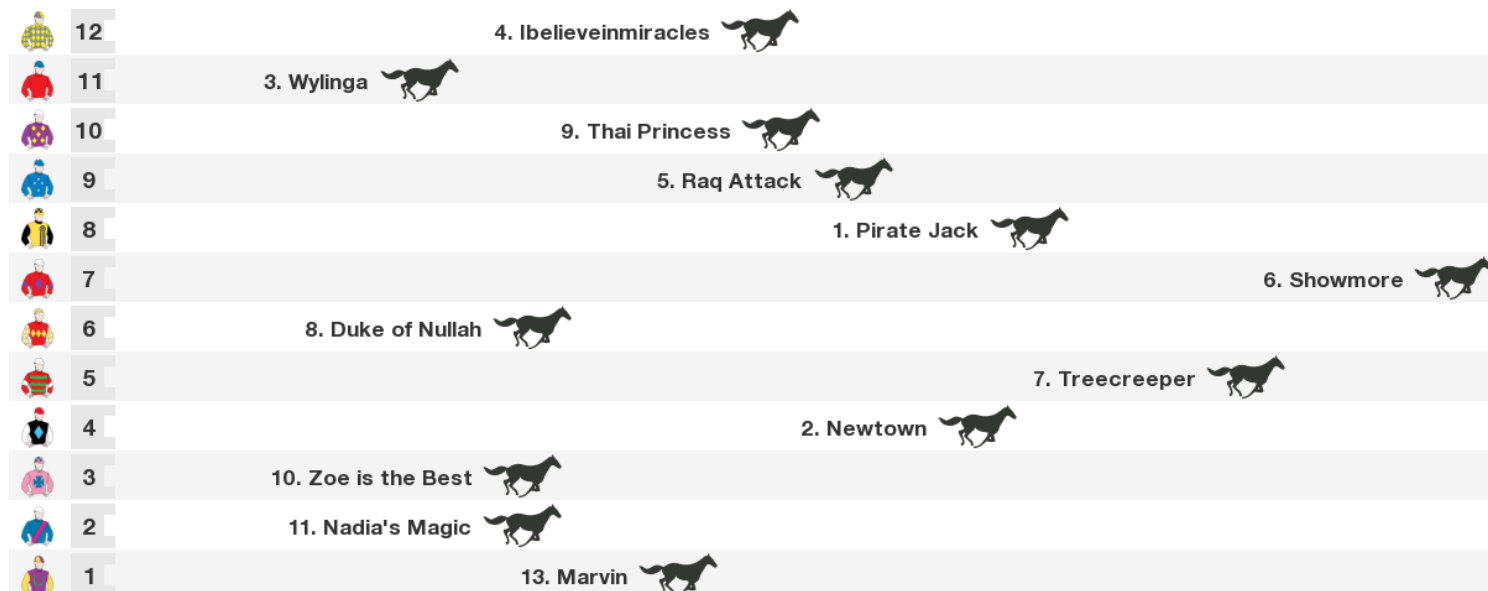 12 4. Ibelieveinmiracles
11 3. Wylinga
10 9. Thai Princess
9 5. Raq Attack
8 1. Pirate Jack
7 6. Showmore
6 8. Duke of Nullah
5 7. Treecreeper
4 2. Newtown
3 10. Zoe is the Best
2 11. Nadia's Magic
1 13. Marvin